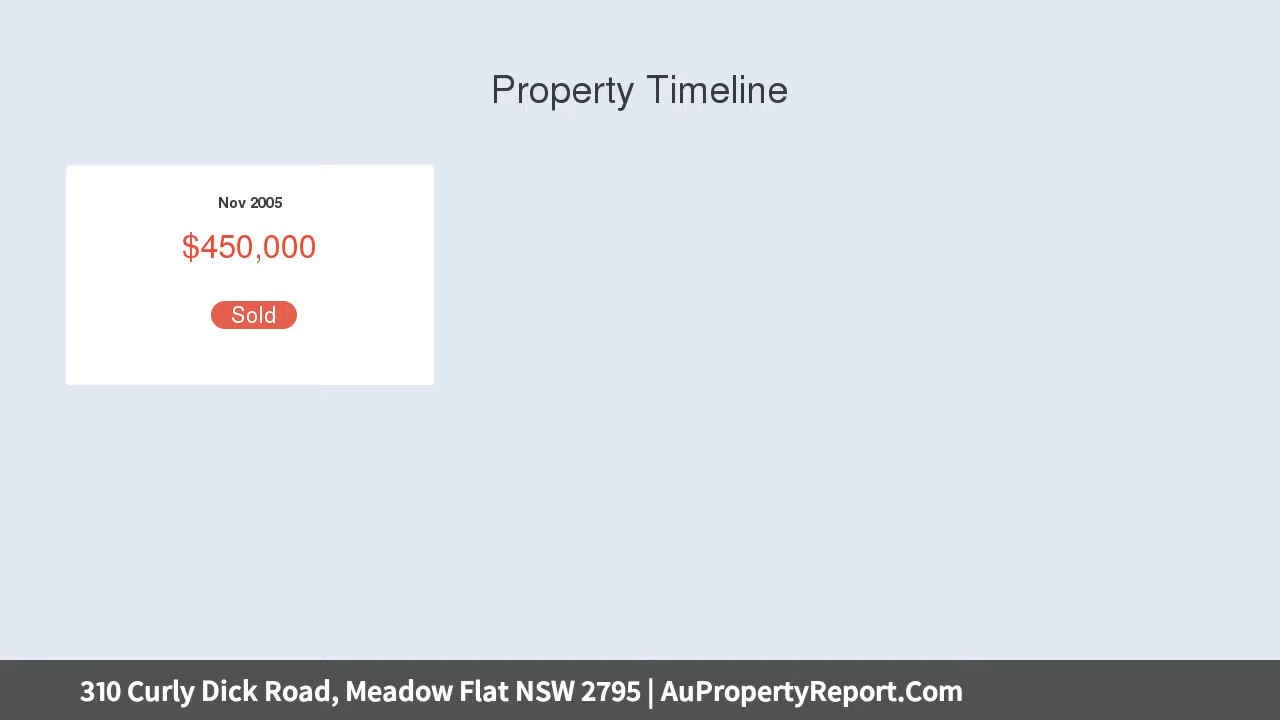 Property Timeline
Nov 2005
$450,000
Sold
310 Curly Dick Road, Meadow Flat NSW 2795 | AuPropertyReport.Com